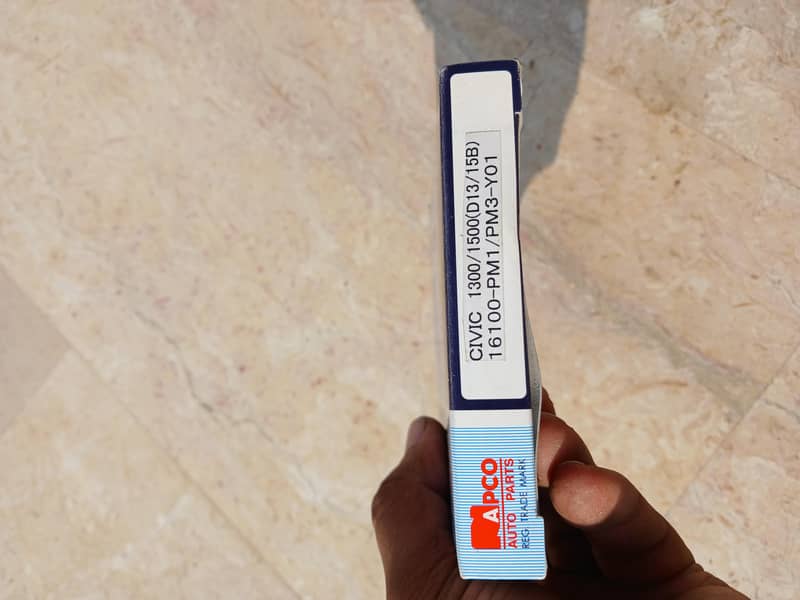 CIVIC 1300/1500(D13/15B)
16100-PM1/PM3-Y01
APCO
AUTO PARTS
REG TRADE MARK